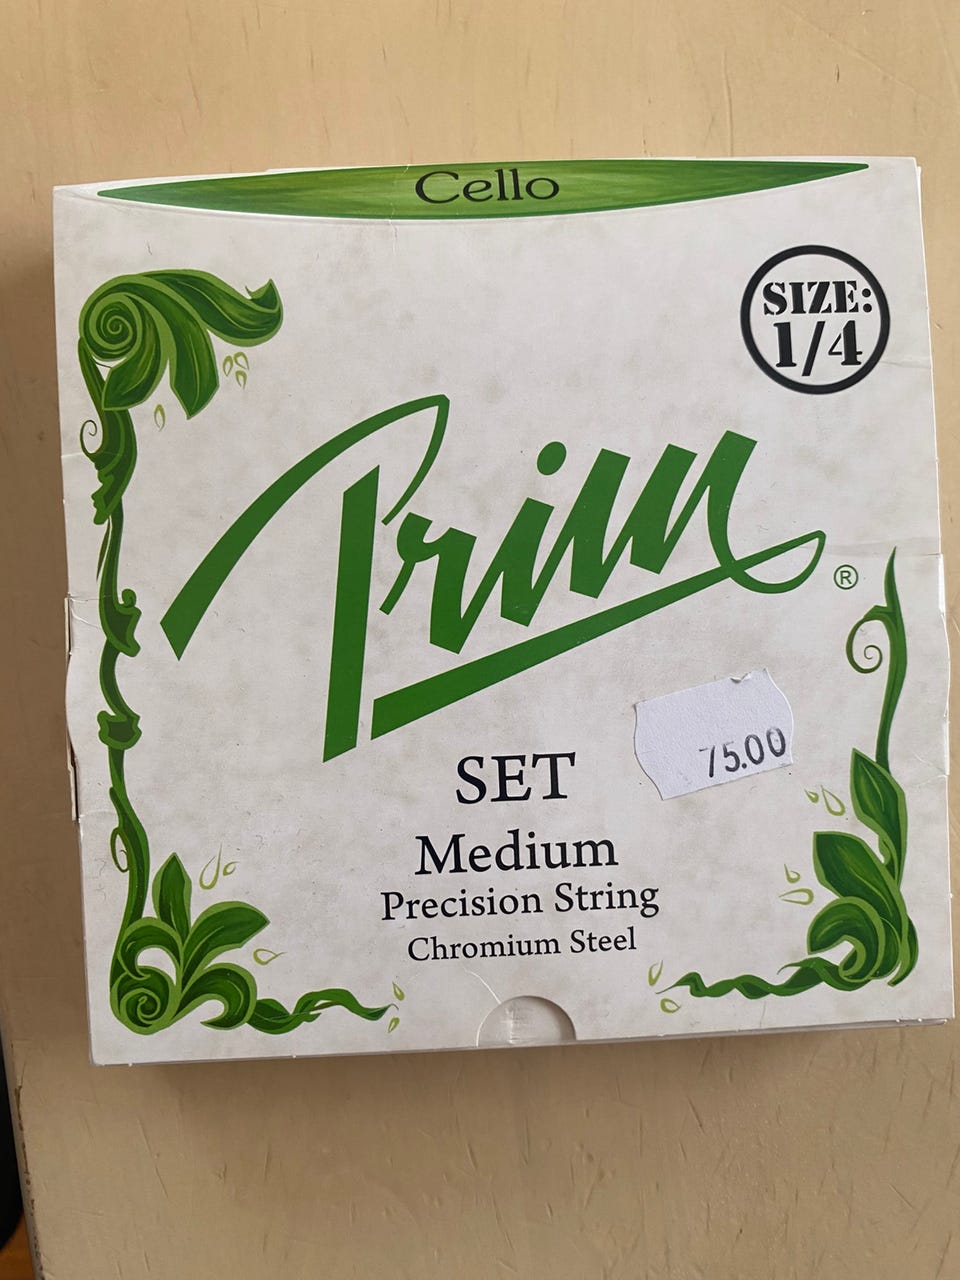 Cello
SIZE:
1/4
Prim
®
75.00
SET
Medium
Precision String
Chromium Steel